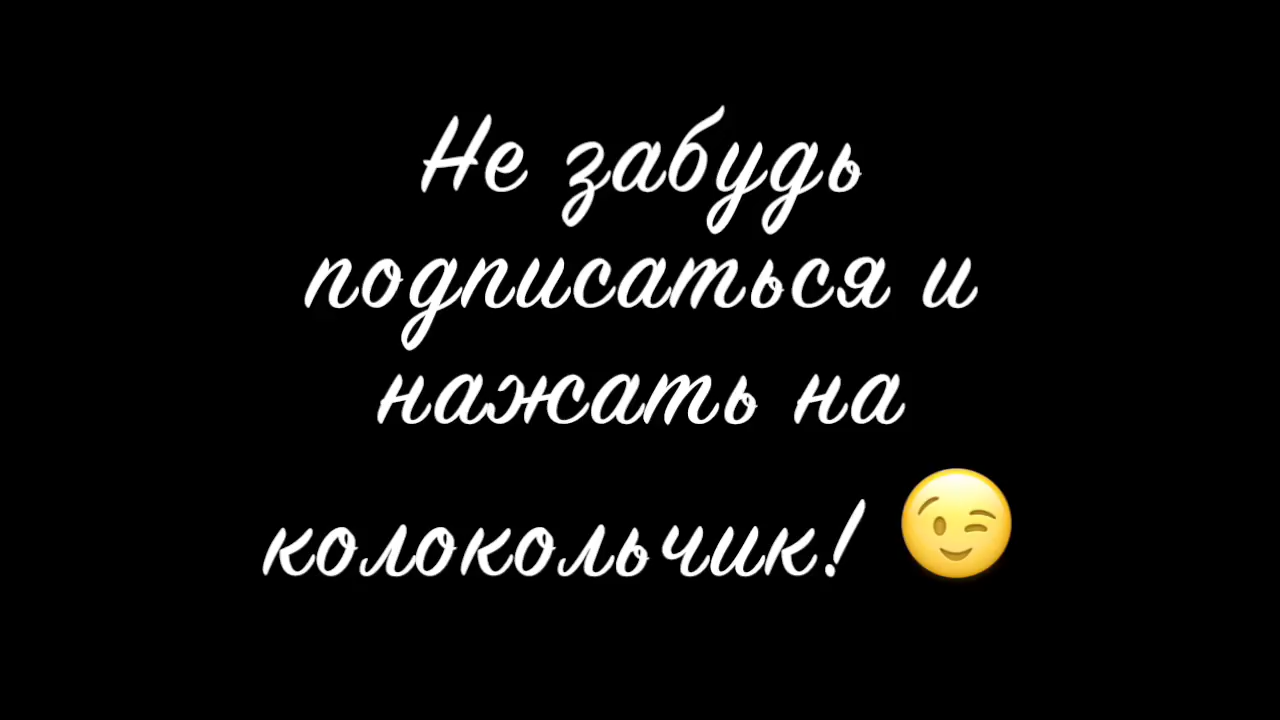 Не забудь
подписаться и
нажать на
колокольчик! 😉